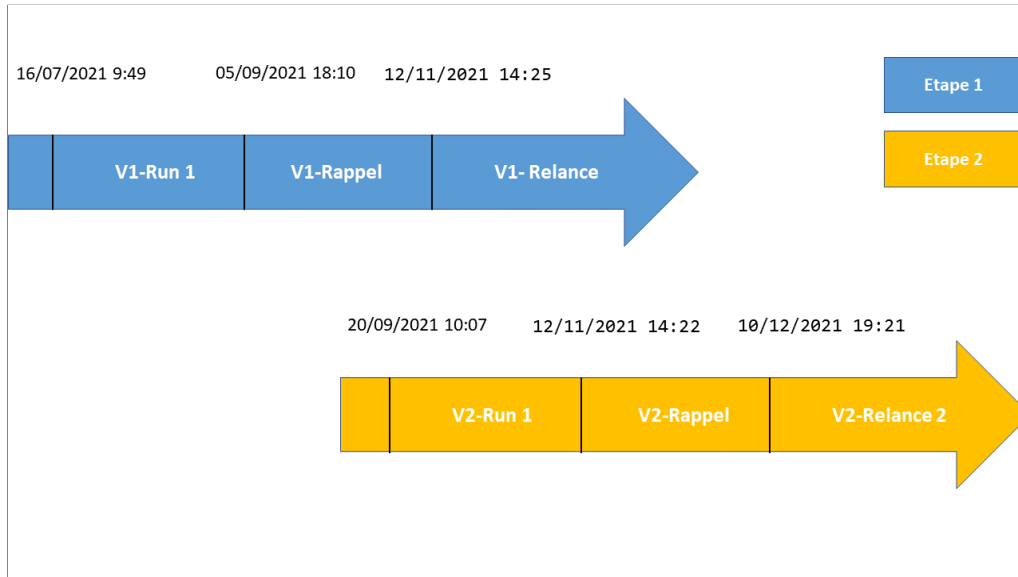 16/07/2021 9:49 05/09/2021 18:10 12/11/2021 14:25
Etape 1
Etape 2
V1-Run 1 V1-Rappel V1- Relance
20/09/2021 10:07 12/11/2021 14:22 10/12/2021 19:21
V2-Run 1 V2-Rappel V2-Relance 2